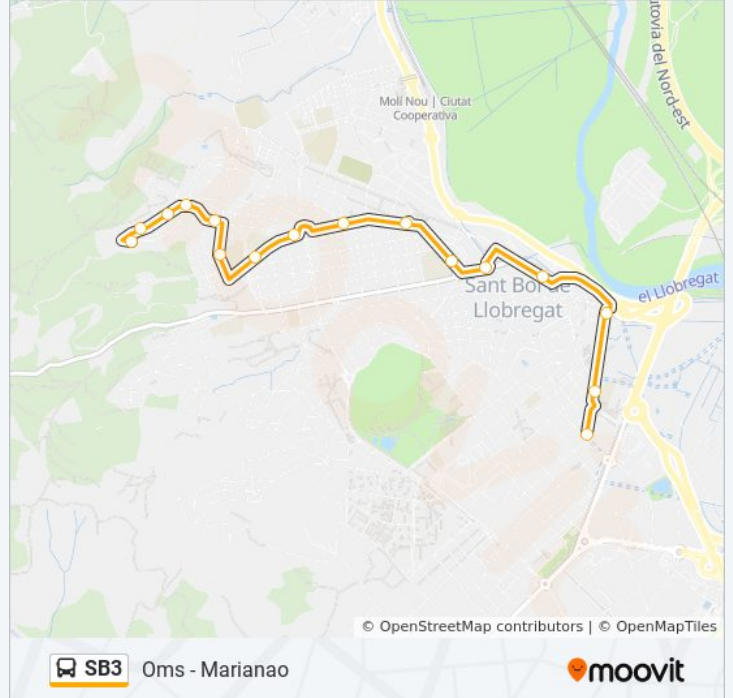 utovia del Nord-est
Molí Nou | Ciutat
Cooperativa
el Llobregat
Sant Boi de
Llobregat
© OpenStreetMap contributors | © OpenMapTiles
SB3 Oms - Marianao
moovit